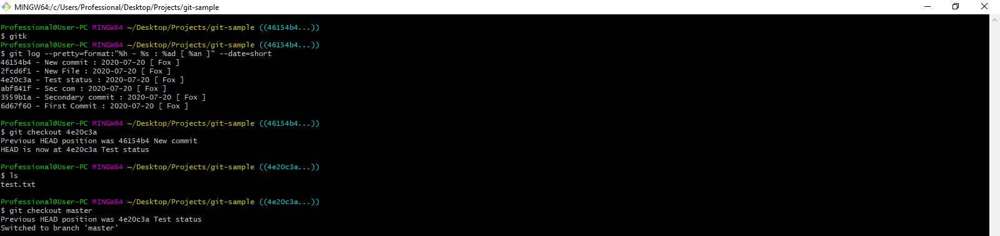 MINGW64:/c/Users/Professional/Desktop/Projects/git-sample
Professional@User-PC MINGW64 ~/Desktop/Projects/git-sample ((46154b4...))
$ gitk
Professional@User-PC MINGW64 ~/Desktop/Projects/git-sample ((46154b4...))
$ git log --pretty=format:"%h - %s : %ad [ %an ]" --date=short
46154b4 - New commit : 2020-07-20 [ Fox ]
2fcd6f1 - New File : 2020-07-20 [ Fox ]
4e20c3a - Test status : 2020-07-20 [ Fox ]
abf841f - Sec com : 2020-07-20 [ Fox ]
3559b1a - Secondary commit : 2020-07-20 [ Fox ]
6d67f60 - First Commit : 2020-07-20 [ Fox ]
Professional@User-PC MINGW64 ~/Desktop/Projects/git-sample ((46154b4...))
$ git checkout 4e20c3a
Previous HEAD position was 46154b4 New commit
HEAD is now at 4e20c3a Test status
Professional@User-PC MINGW64 ~/Desktop/Projects/git-sample ((4e20c3a...))
$ ls
test.txt
Professional@User-PC MINGW64 ~/Desktop/Projects/git-sample ((4e20c3a...))
$ git checkout master
Previous HEAD position was 4e20c3a Test status
Switched to branch 'master'